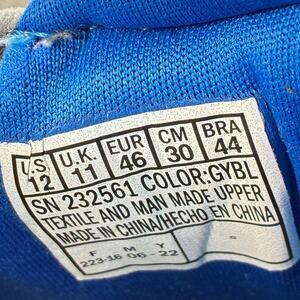 U.S U.K. EUR CM BRA
12 11 46 30 44
SN 232561 COLOR:GYBL
TEXTILE AND MAN MADE UPPER
MADE IN CHINA/HECHO EN CHINA
F M Y
223-16 06 - 22